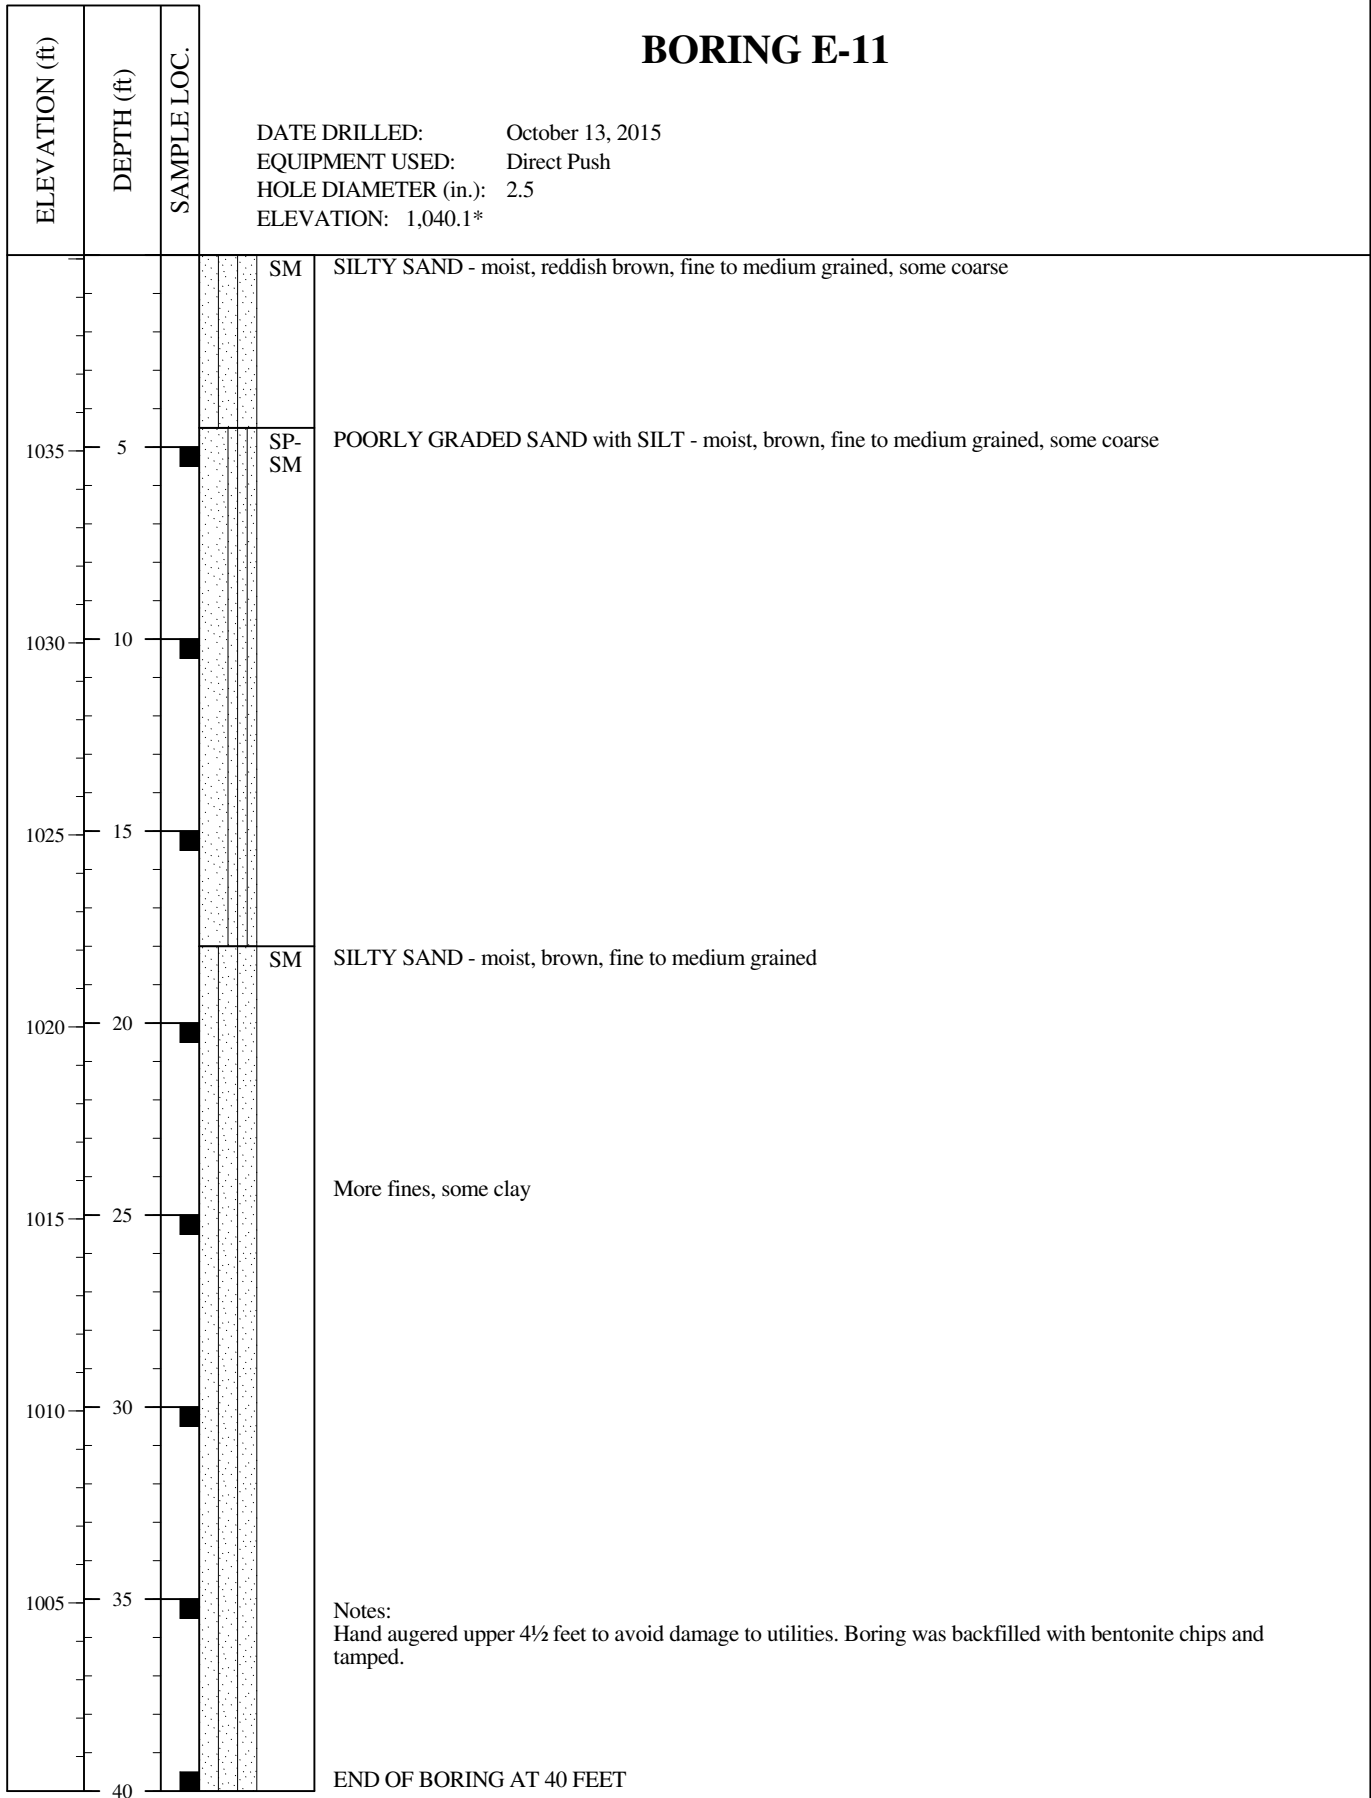 BORING E-11
ELEVATION (ft)
DEPTH (ft)
SAMPLE LOC.
DATE DRILLED: October 13, 2015
EQUIPMENT USED: Direct Push
HOLE DIAMETER (in.): 2.5
ELEVATION: 1,040.1*
SM SILTY SAND - moist, reddish brown, fine to medium grained, some coarse
1035 5 SP- POORLY GRADED SAND with SILT - moist, brown, fine to medium grained, some coarse
SM
1030 10
1025 15
SM SILTY SAND - moist, brown, fine to medium grained
1020 20
More fines, some clay
1015 25
1010 30
1005 35
Notes:
Hand augered upper 4½ feet to avoid damage to utilities. Boring was backfilled with bentonite chips and
tamped.
END OF BORING AT 40 FEET
40